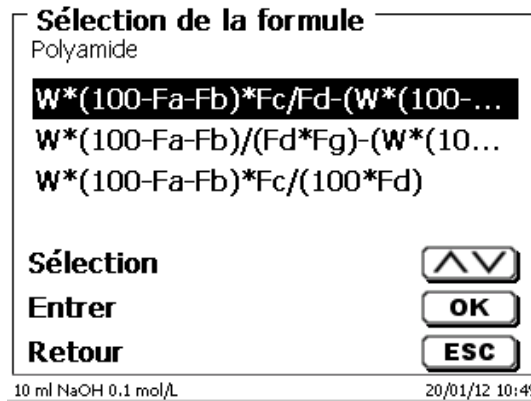 Sélection de la formule
Polyamide
W*(100-Fa-Fb)*Fc/Fd-(W*(100-...
W*(100-Fa-Fb)/(Fd*Fg)-(W*(10...
W*(100-Fa-Fb)*Fc/(100*Fd)
Sélection
Entrer OK
Retour ESC
10 ml NaOH 0.1 mol/L 20/01/12 10:49